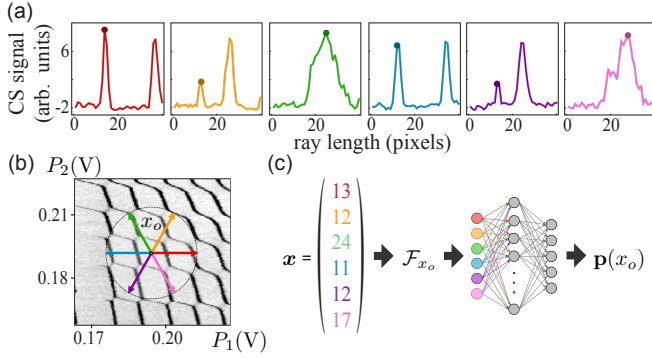 (a)
CS signal
(arb. units)
6
-2
0 20
0 20
0 20
0 20
0 20
0 20
ray length (pixels)
(b)
P₂(V)
0.21
0.18
xₒ
0.17 0.20
P₁(V)
(c)
x =
13
12
24
11
12
17
𝓕ₓₒ
p(xₒ)